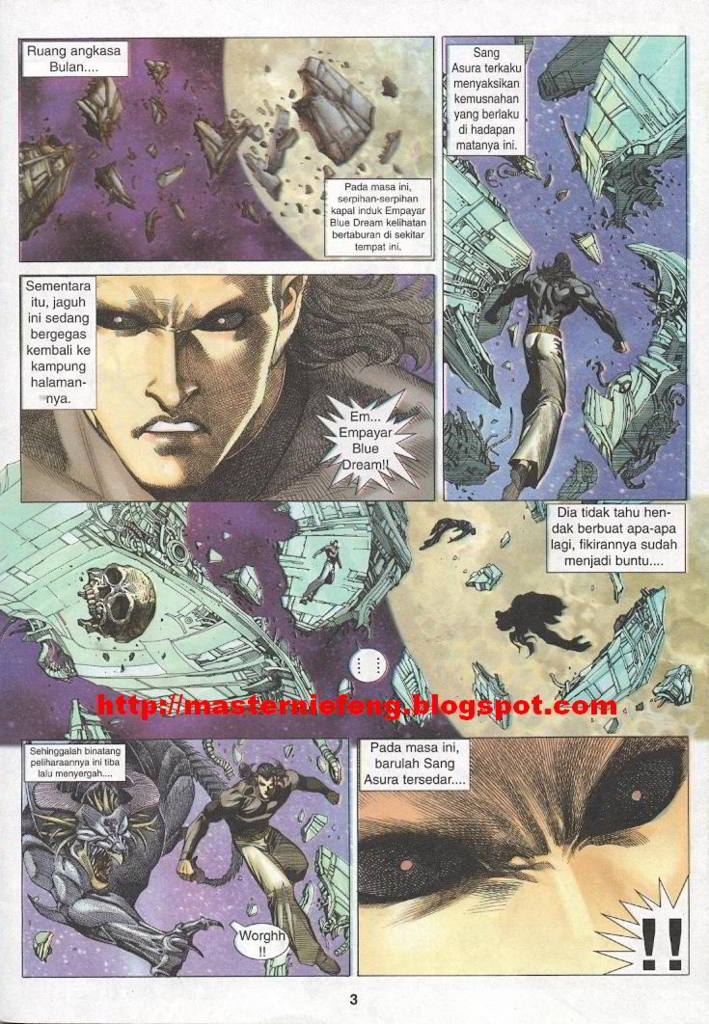 Ruang angkasa
Bulan....
Pada masa ini,
serpihan-serpihan
kapal induk Empayar
Blue Dream kelihatan
bertaburan di sekitar
tempat ini.
Sang
Asura terkaku
menyaksikan
kemusnahan
yang berlaku
di hadapan
matanya ini.
Sementara
itu, jaguh
ini sedang
bergegas
kembali ke
kampung
halaman-
nya.
Em...
Empayar
Blue
Dream!!
Dia tidak tahu hen-
dak berbuat apa-apa
lagi, fikirannya sudah
menjadi buntu....
http://masterniefeng.blogspot.com
Sehinggalah binatang
peliharaannya ini tiba
lalu menyergah....
Worghh
!!
Pada masa ini,
barulah Sang
Asura tersedar....
!!
3